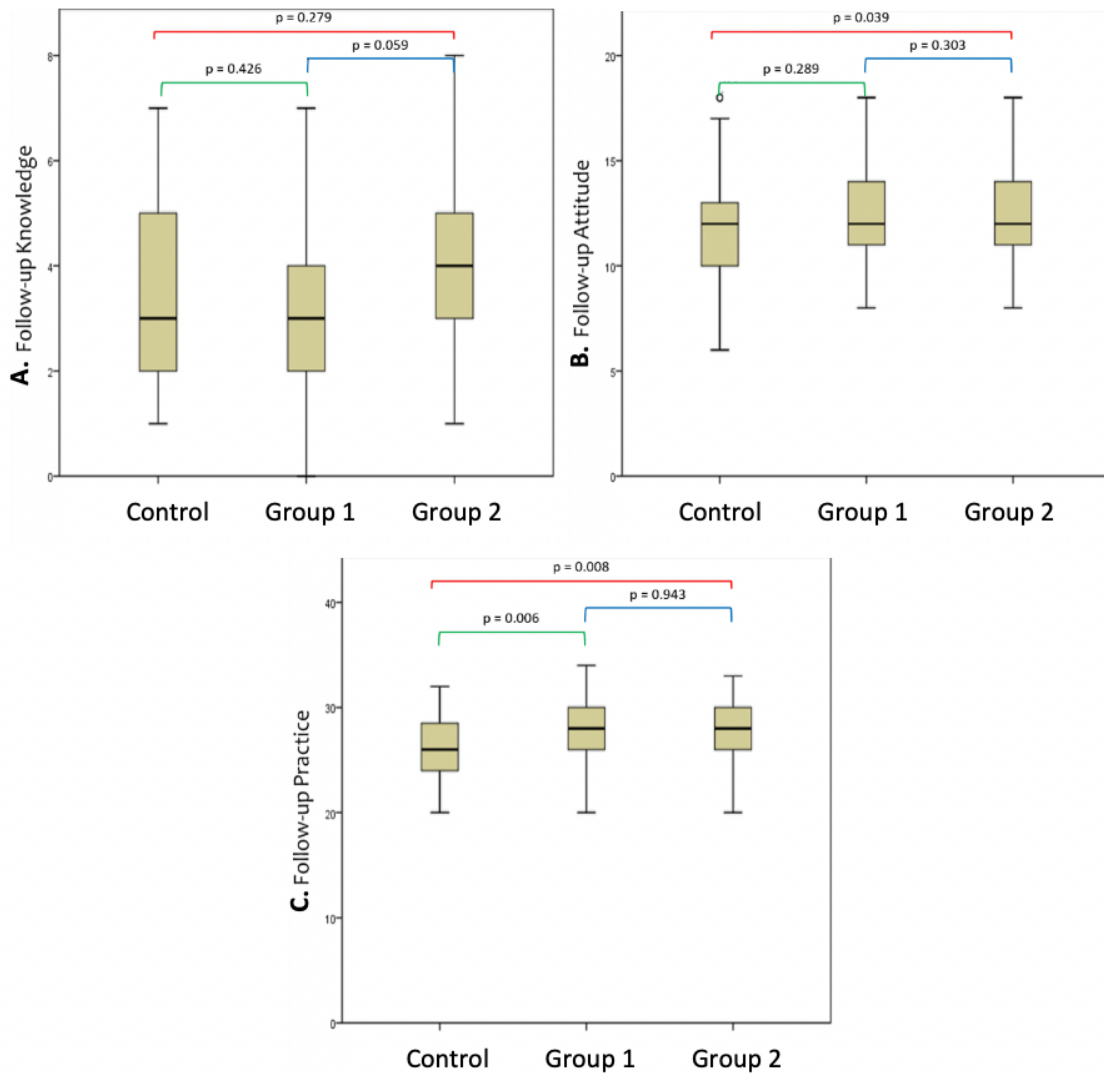 p = 0.279
p = 0.059
p = 0.426
8
6
4
2
0
A. Follow-up Knowledge
Control Group 1 Group 2
p = 0.039
p = 0.303
p = 0.289
20
15
10
5
0
B. Follow-up Attitude
Control Group 1 Group 2
p = 0.008
p = 0.943
p = 0.006
40
30
20
10
0
C. Follow-up Practice
Control Group 1 Group 2